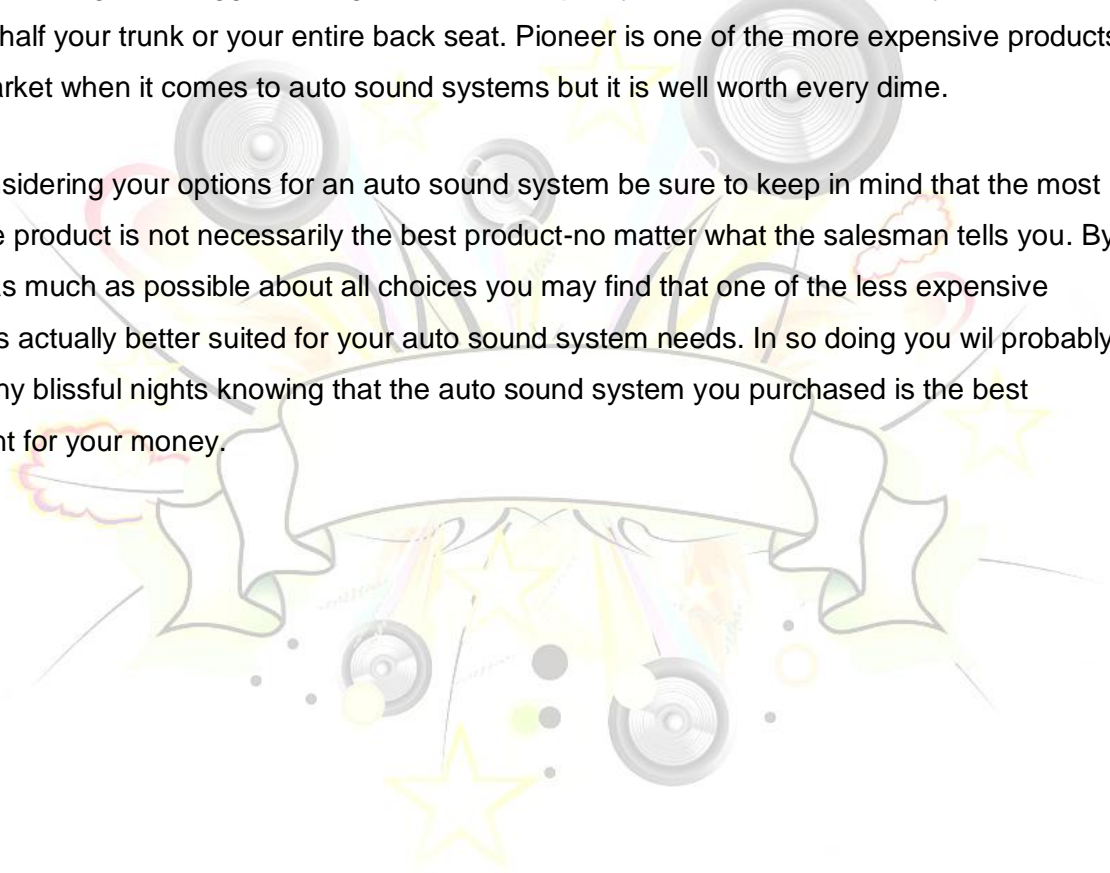 half your trunk or your entire back seat. Pioneer is one of the more expensive products
when it comes to auto sound systems but it is well worth every dime.
your options for an auto sound system be sure to keep in mind that the most
product is not necessarily the best product-no matter what the salesman tells you. By
as much as possible about all choices you may find that one of the less expensive
actually better suited for your auto sound system needs. In so doing you wil probably
blissful nights knowing that the auto sound system you purchased is the best
for your money.